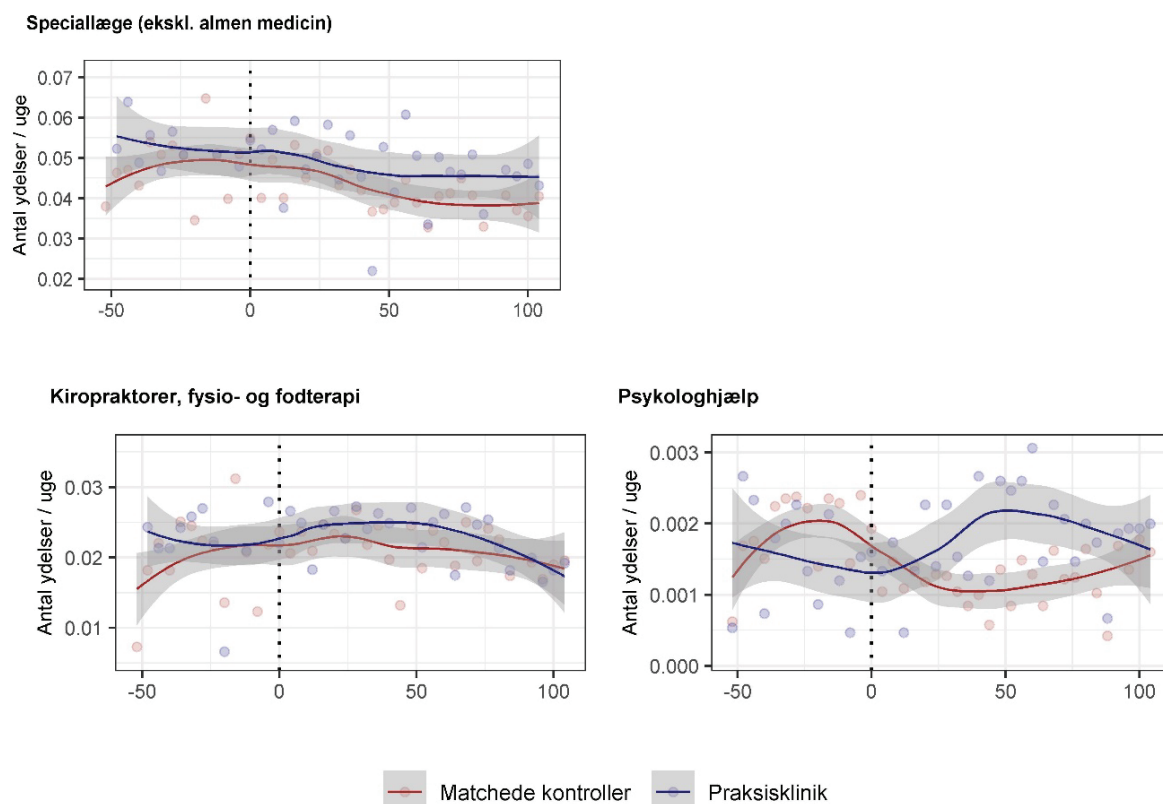 Speciallæge (ekskl. almen medicin)
Antal ydelser / uge
0.07
0.06
0.05
0.04
0.03
0.02
-50 0 50 100
Kiropraktorer, fysio- og fodterapi
Antal ydelser / uge
0.03
0.02
0.01
-50 0 50 100
Psykologhjælp
Antal ydelser / uge
0.003
0.002
0.001
0.000
-50 0 50 100
Matchede kontroller Praksisklinik